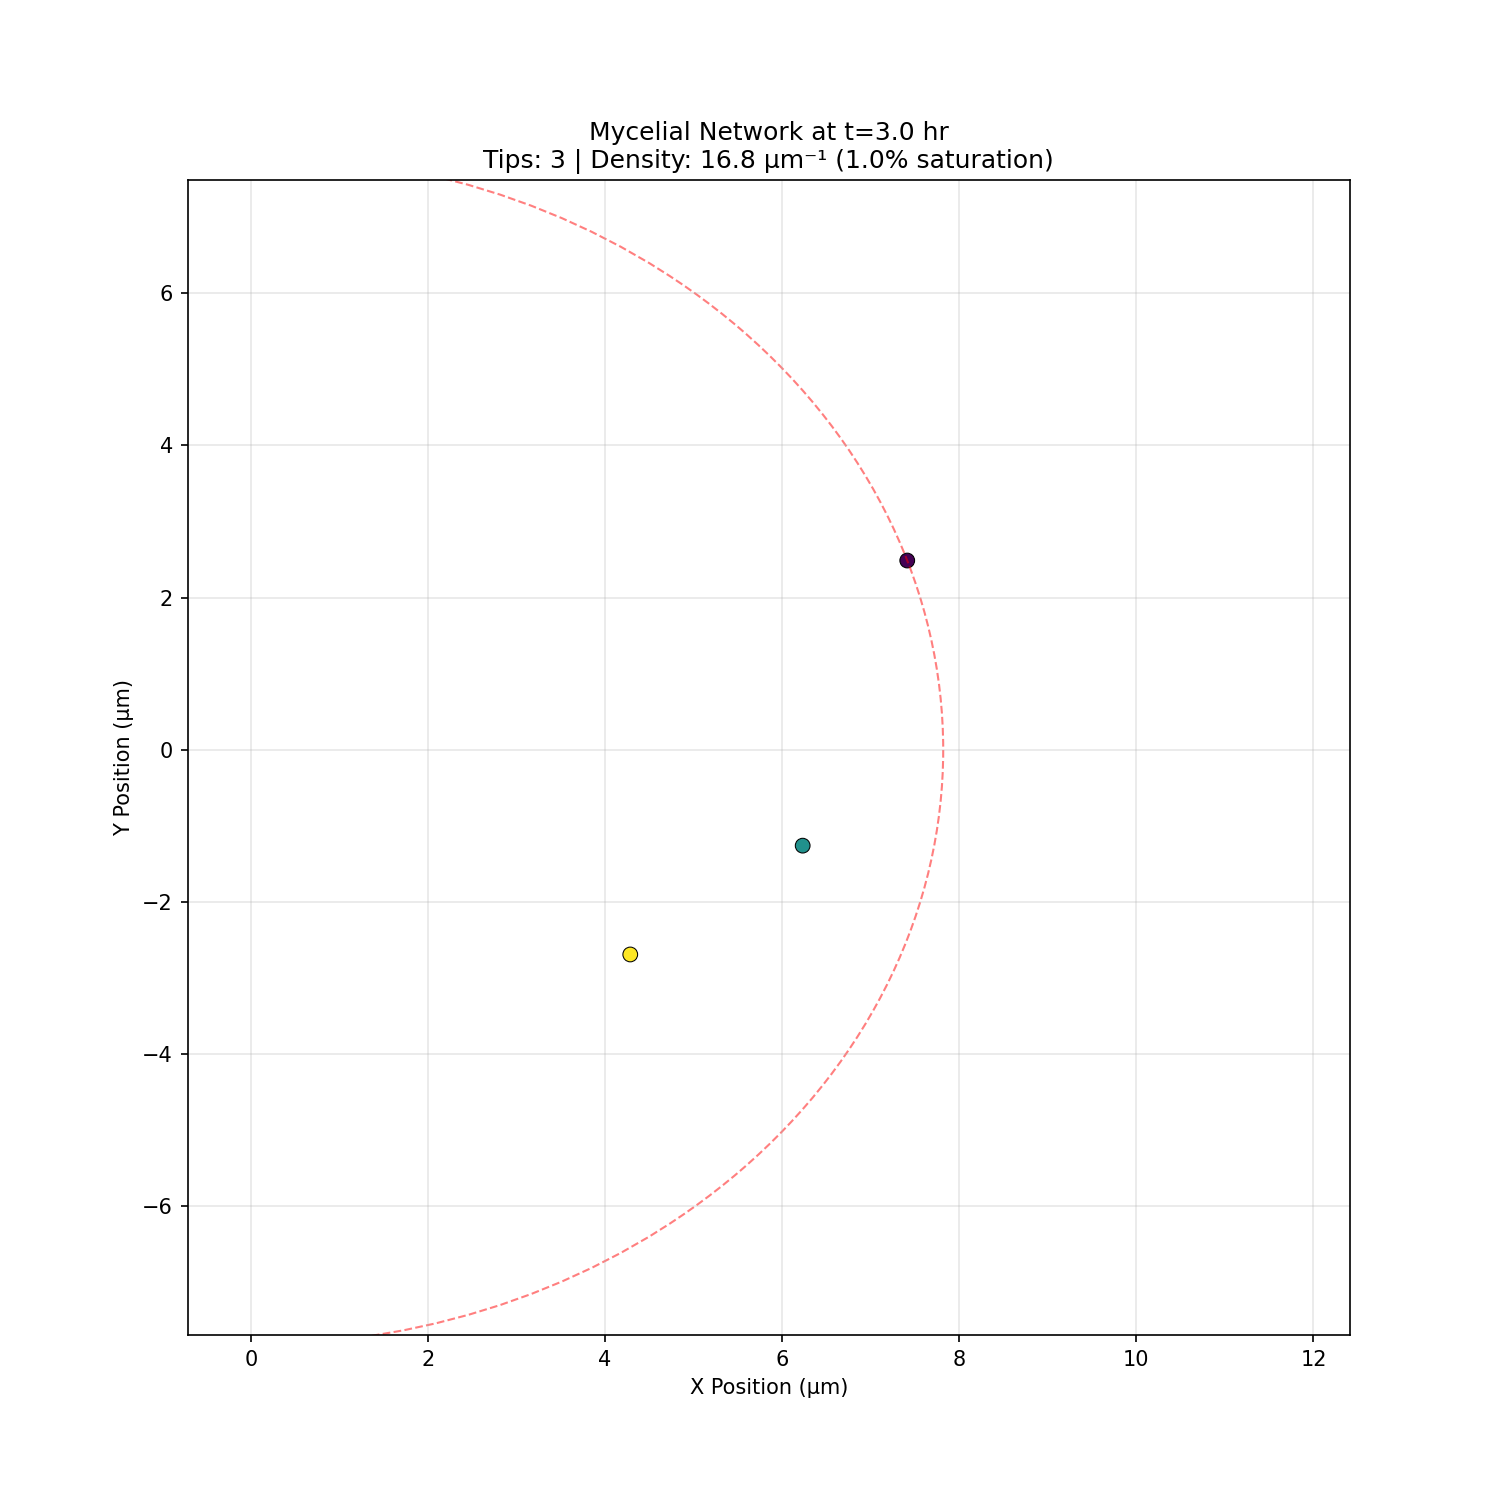 Mycelial Network at t=3.0 hr
Tips: 3 | Density: 16.8 μm⁻¹ (1.0% saturation)
6
4
2
0
−2
−4
−6
Y Position (μm)
0 2 4 6 8 10 12
X Position (μm)